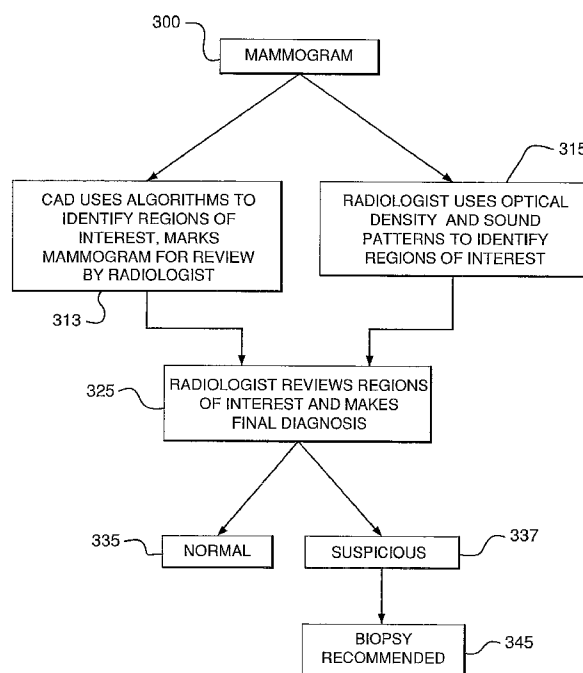 300
MAMMOGRAM
315
CAD USES ALGORITHMS TO
IDENTIFY REGIONS OF
INTEREST, MARKS
MAMMOGRAM FOR REVIEW
BY RADIOLOGIST
RADIOLOGIST USES OPTICAL
DENSITY AND SOUND
PATTERNS TO IDENTIFY
REGIONS OF INTEREST
313
325
RADIOLOGIST REVIEWS REGIONS
OF INTEREST AND MAKES
FINAL DIAGNOSIS
335
NORMAL
SUSPICIOUS
337
BIOPSY
RECOMMENDED
345